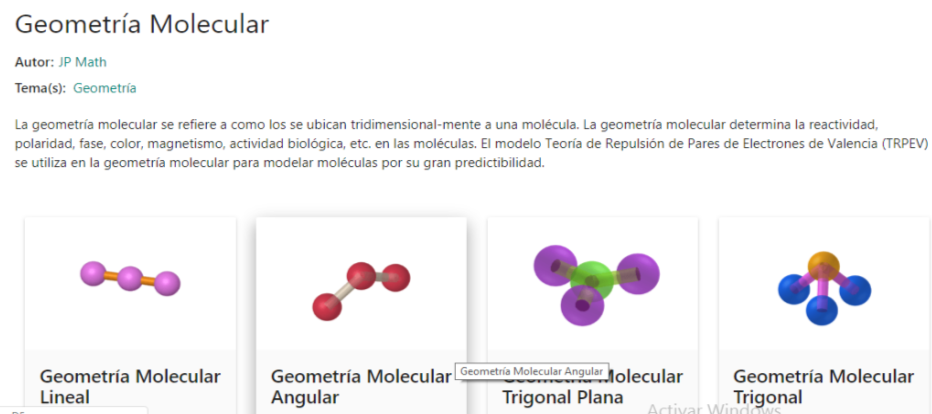 Geometría Molecular
Autor: JP Math
Tema(s): Geometría
La geometría molecular se refiere a como los se ubican tridimensional-mente a una molécula. La geometría molecular determina la reactividad,
polaridad, fase, color, magnetismo, actividad biológica, etc. en las moléculas. El modelo Teoría de Repulsión de Pares de Electrones de Valencia (TRPEV)
se utiliza en la geometría molecular para modelar moléculas por su gran predictibilidad.
Geometría Molecular
Lineal
Geometría Molecular
Angular
Geometría Molecular Angular
Molecular
Trigonal Plana
Geometría Molecular
Trigonal
Activar Windows